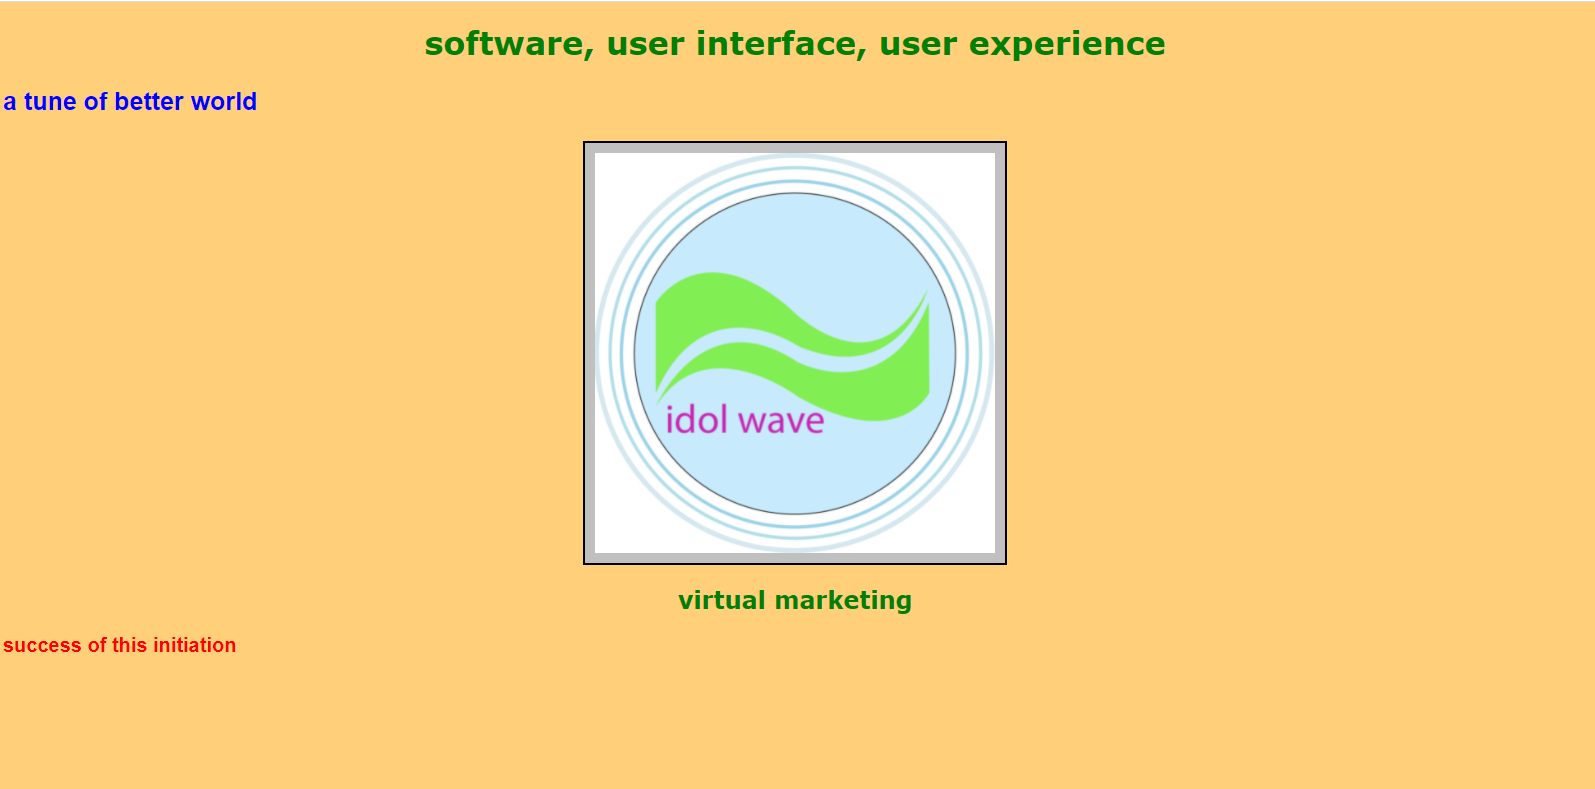 software, user interface, user experience
a tune of better world
idol wave
virtual marketing
success of this initiation